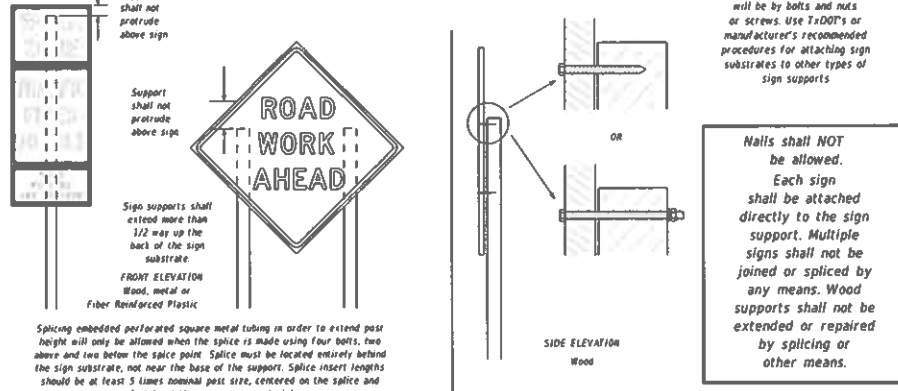 shall not
protrude
above sign
Support
shall not
protrude
above sign
ROAD
WORK
AHEAD
Sign supports shall
extend more than
1/2 way up the
back of the sign
substrate.
FRONT ELEVATION
Wood, metal or
Fiber Reinforced Plastic
Splicing embedded perforated square metal tubing in order to extend post
height will only be allowed when the splice is made using four bolts, two
above and two below the splice point. Splice must be located entirely behind
the sign substrate, not near the base of the support. Splice insert lengths
should be at least 5 times nominal post size, centered on the splice and
OR
SIDE ELEVATION
Wood
will be by bolts and nuts
or screws. Use TxDOT's or
manufacturer's recommended
procedures for attaching sign
substrates to other types of
sign supports
Nails shall NOT
be allowed.
Each sign
shall be attached
directly to the sign
support. Multiple
signs shall not be
joined or spliced by
any means. Wood
supports shall not be
extended or repaired
by splicing or
other means.